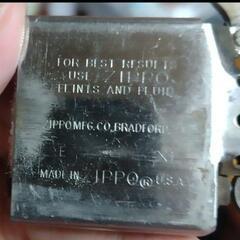 FOR BEST RESULTS
USE ZIPPO
FLINTS AND FLUID
ZIPPO MFG. CO. BRADFORD
MADE IN ZIPPO® U.S.A.